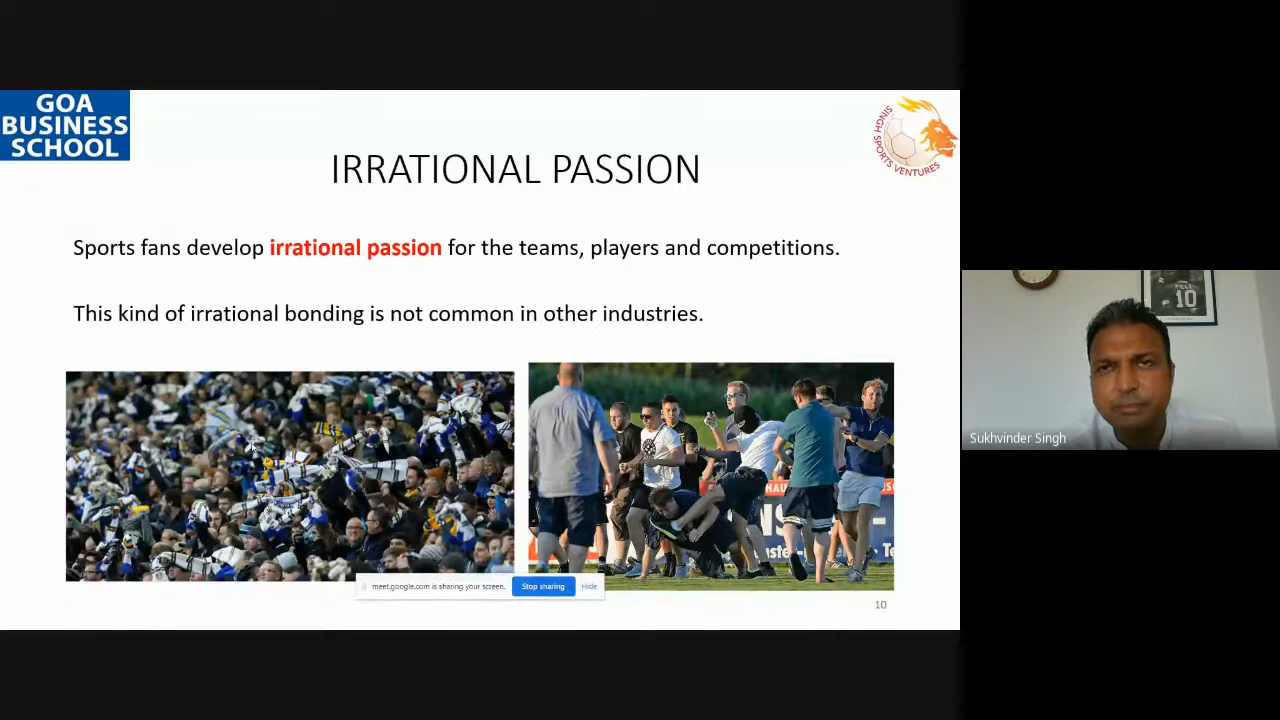 GOA
BUSINESS
SCHOOL
SINGH SPORTS VENTURES
IRRATIONAL PASSION
Sports fans develop irrational passion for the teams, players and competitions.
This kind of irrational bonding is not common in other industries.
PELE
10
Sukhvinder Singh
meet.google.com is sharing your screen.
Stop sharing
Hide
10